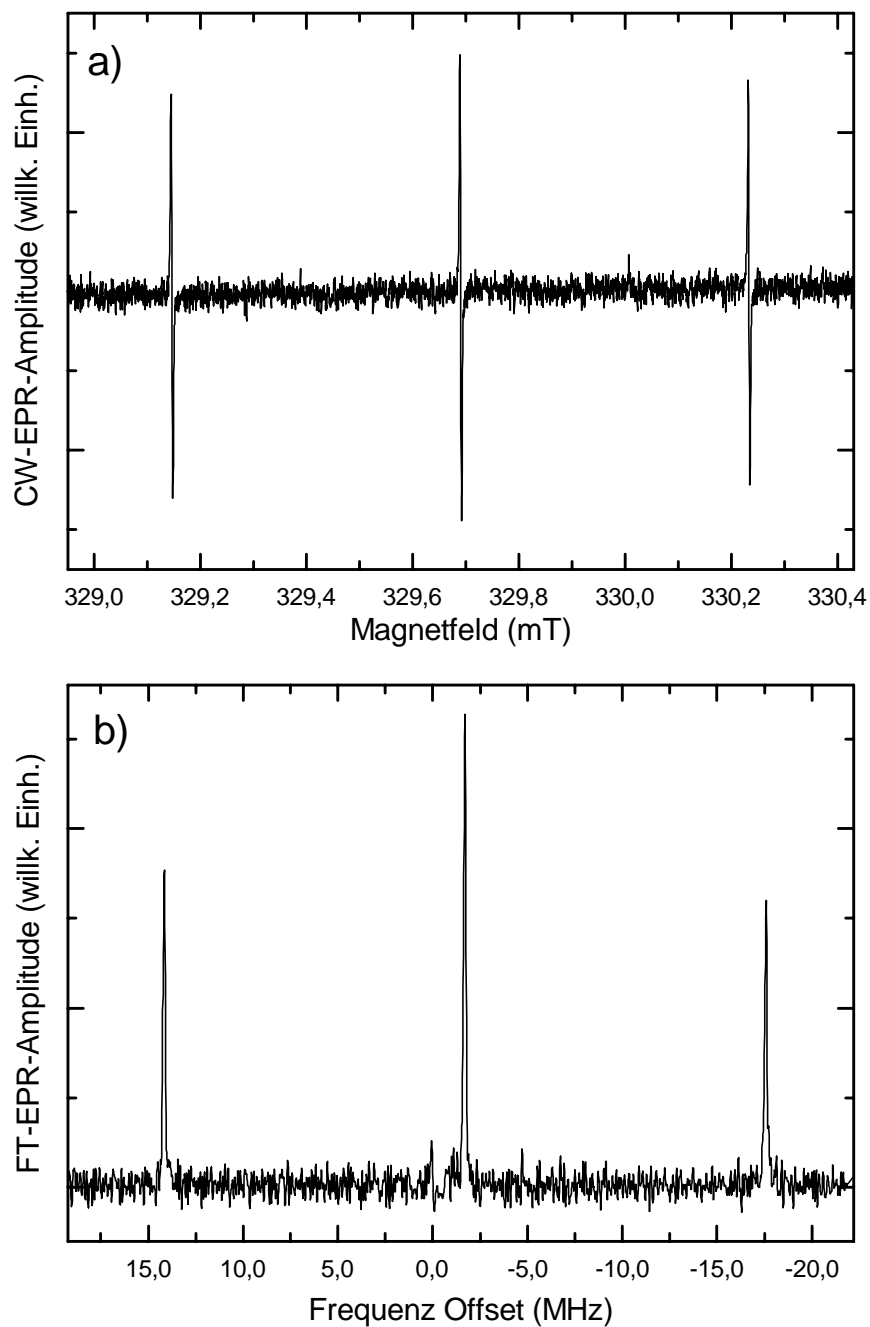 a)
CW-EPR-Amplitude (willk. Einh.)
329,0 329,2 329,4 329,6 329,8 330,0 330,2 330,4
Magnetfeld (mT)
b)
FT-EPR-Amplitude (willk. Einh.)
15,0 10,0 5,0 0,0 -5,0 -10,0 -15,0 -20,0
Frequenz Offset (MHz)